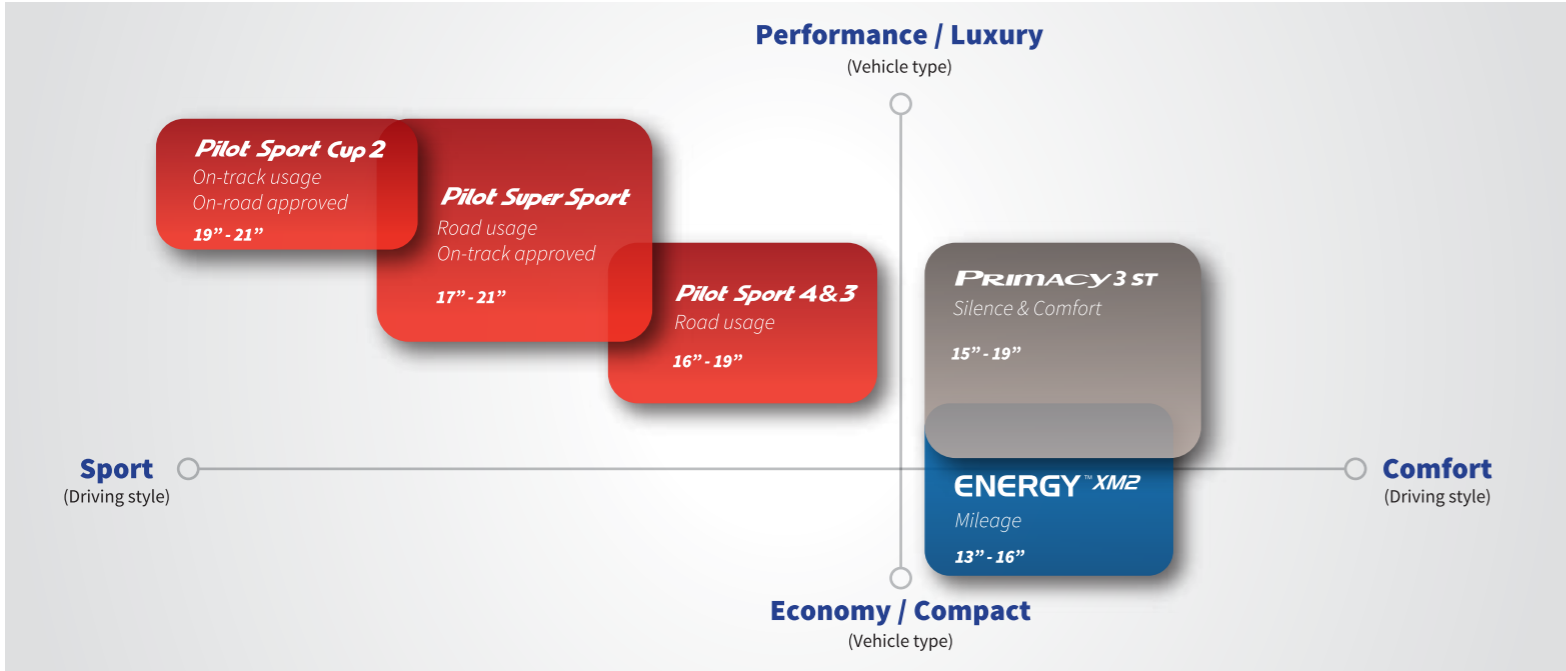 Performance / Luxury
(Vehicle type)
Pilot Sport Cup 2
On-track usage
On-road approved
19” - 21”
Pilot Super Sport
Road usage
On-track approved
17” - 21”
Pilot Sport 4&3
Road usage
16” - 19”
PRIMACY 3 ST
Silence & Comfort
15” - 19”
Sport
(Driving style)
Comfort
(Driving style)
ENERGY™ XM2
Mileage
13” - 16”
Economy / Compact
(Vehicle type)